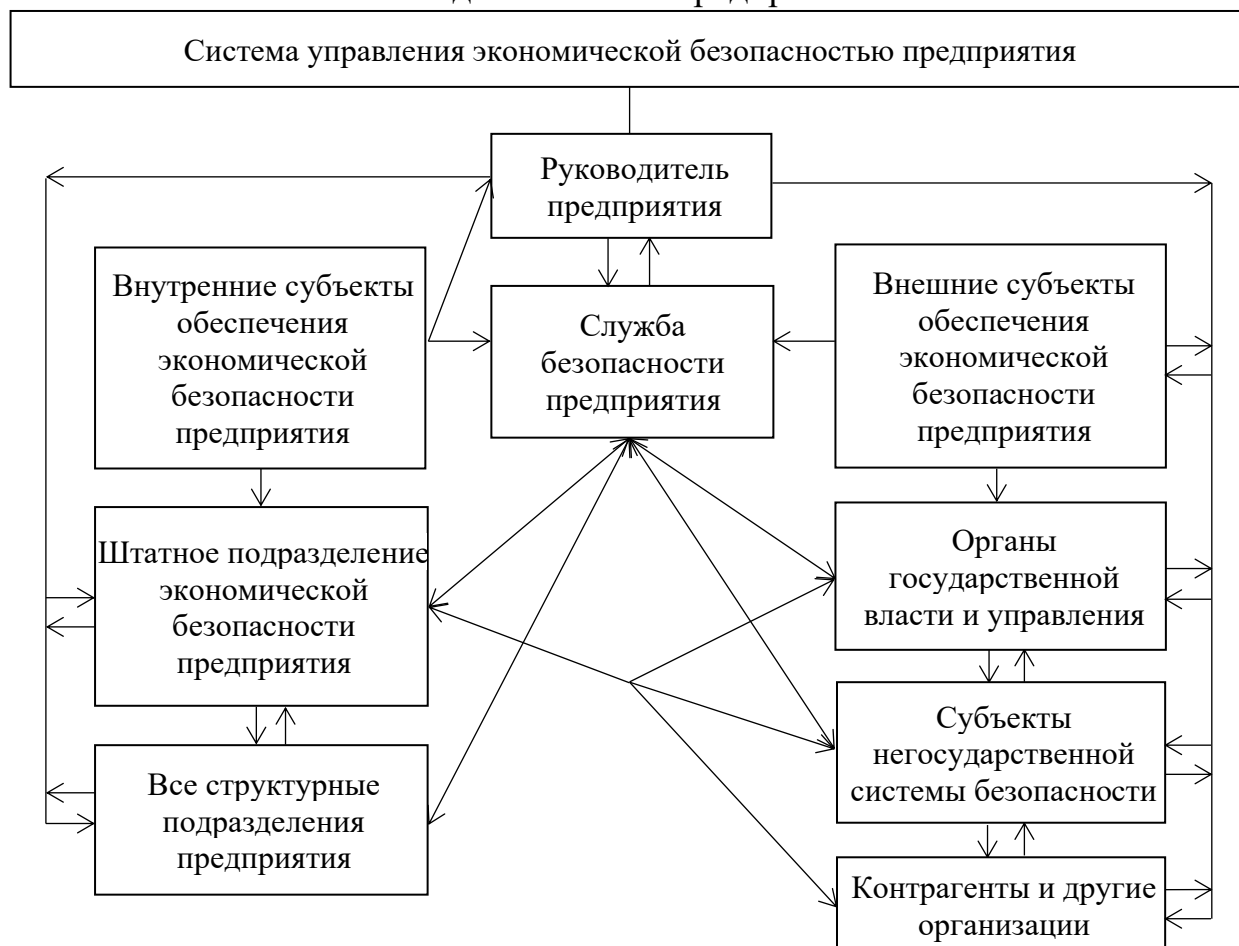 Система управления экономической безопасностью предприятия
Руководитель
предприятия
Внутренние субъекты
обеспечения
экономической
безопасности
предприятия
Служба
безопасности
предприятия
Внешние субъекты
обеспечения
экономической
безопасности
предприятия
Штатное подразделение
экономической
безопасности
предприятия
Органы
государственной
власти и управления
Субъекты
негосударственной
системы безопасности
Все структурные
подразделения
предприятия
Контрагенты и другие
организации